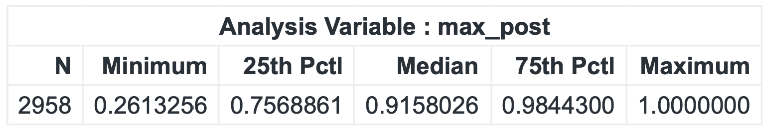 Analysis Variable : max_post
N Minimum 25th Pctl Median 75th Pctl Maximum
2958 0.2613256 0.7568861 0.9158026 0.9844300 1.0000000